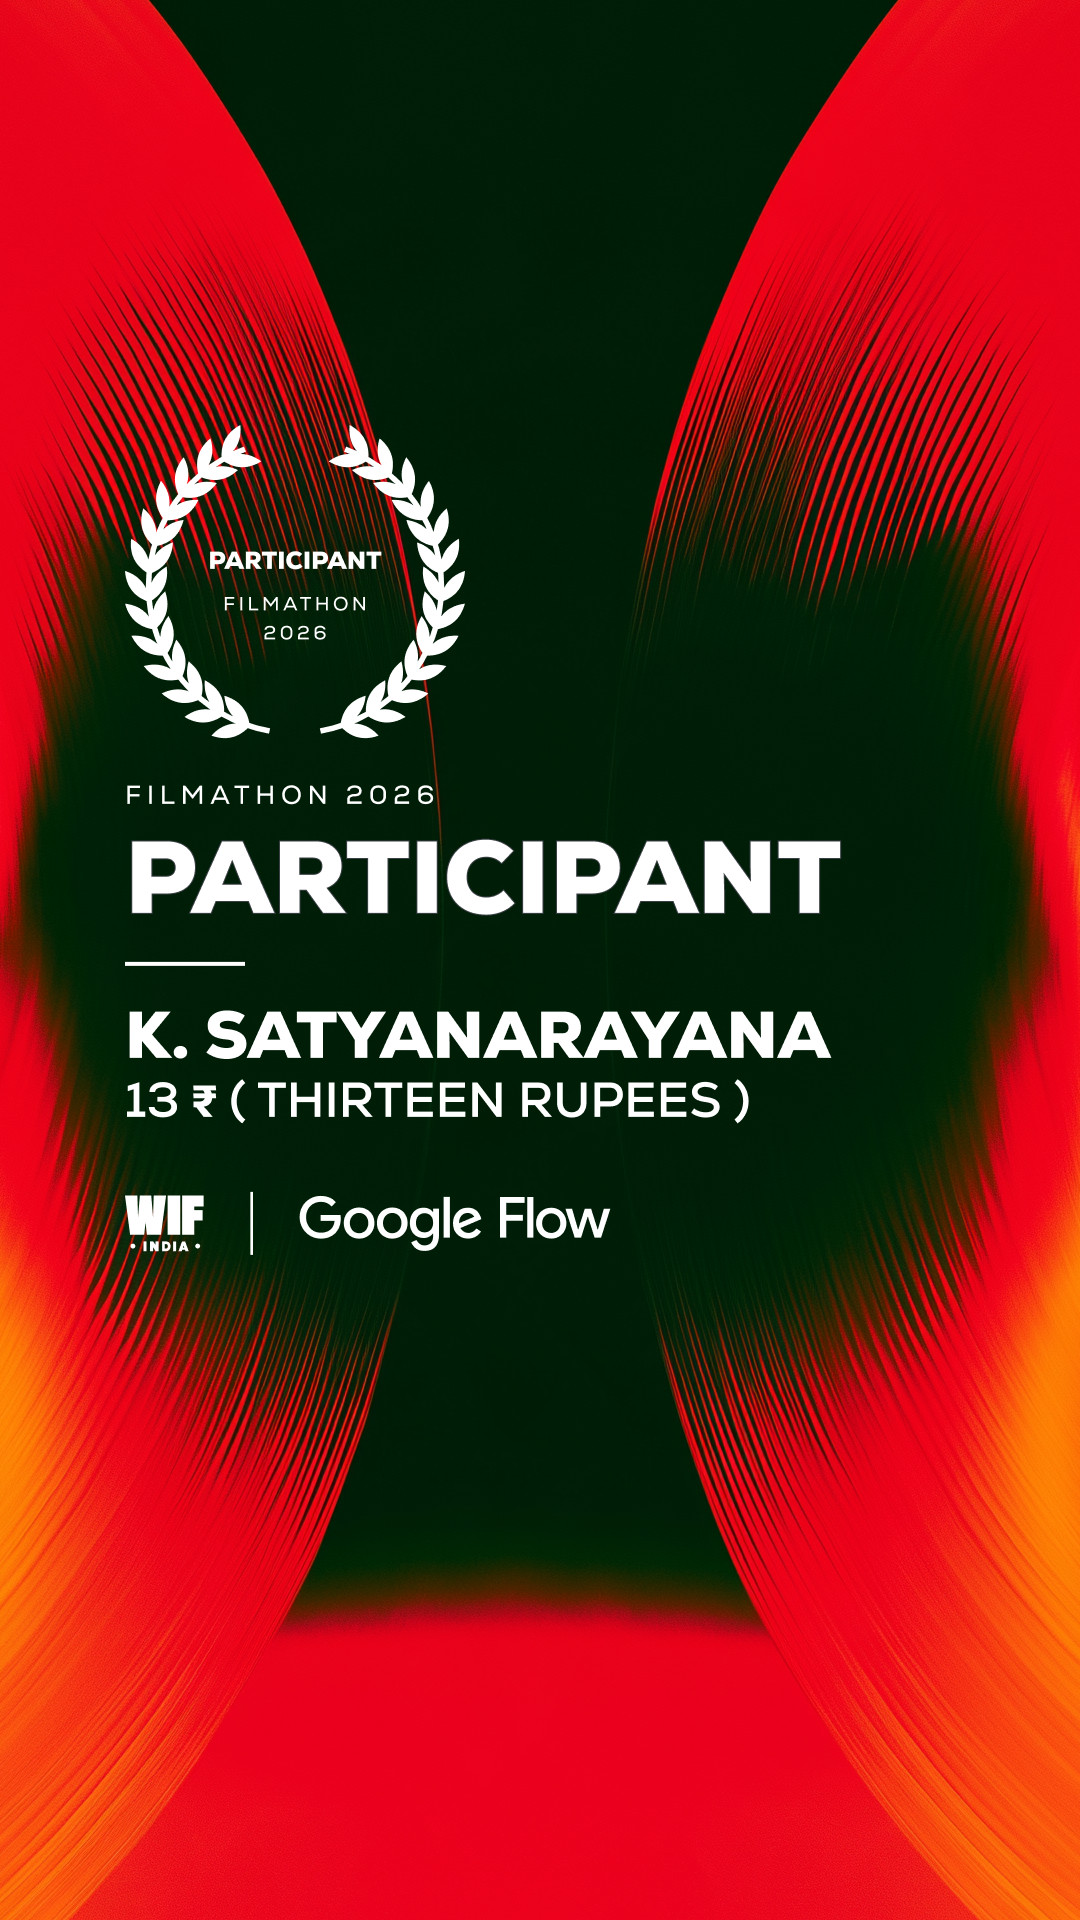 PARTICIPANT
FILMATHON
2026
FILMATHON 2026
PARTICIPANT
K. SATYANARAYANA
13 ₹ ( THIRTEEN RUPEES )
WIF
• INDIA •
Google Flow